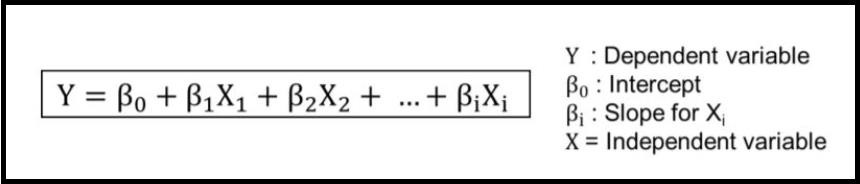 Y = β₀ + β₁X₁ + β₂X₂ + ... + βᵢXᵢ
Y : Dependent variable
β₀ : Intercept
βᵢ : Slope for Xᵢ
X = Independent variable